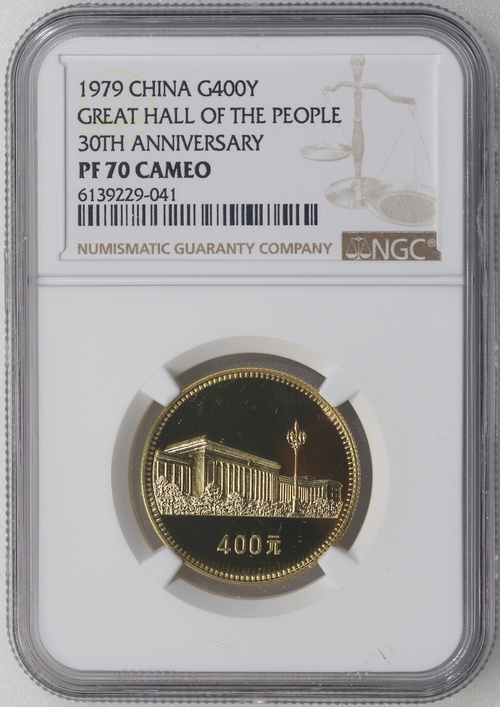 1979 CHINA G400Y
GREAT HALL OF THE PEOPLE
30TH ANNIVERSARY
PF 70 CAMEO
6139229-041
NUMISMATIC GUARANTY COMPANY
NGC®
400元